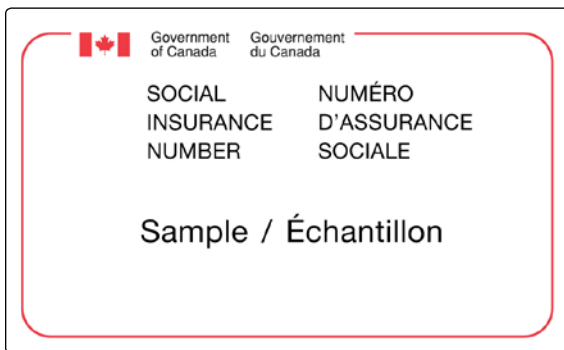 Government of Canada
Gouvernement du Canada
SOCIAL INSURANCE NUMBER
NUMÉRO D'ASSURANCE SOCIALE
Sample / Échantillon